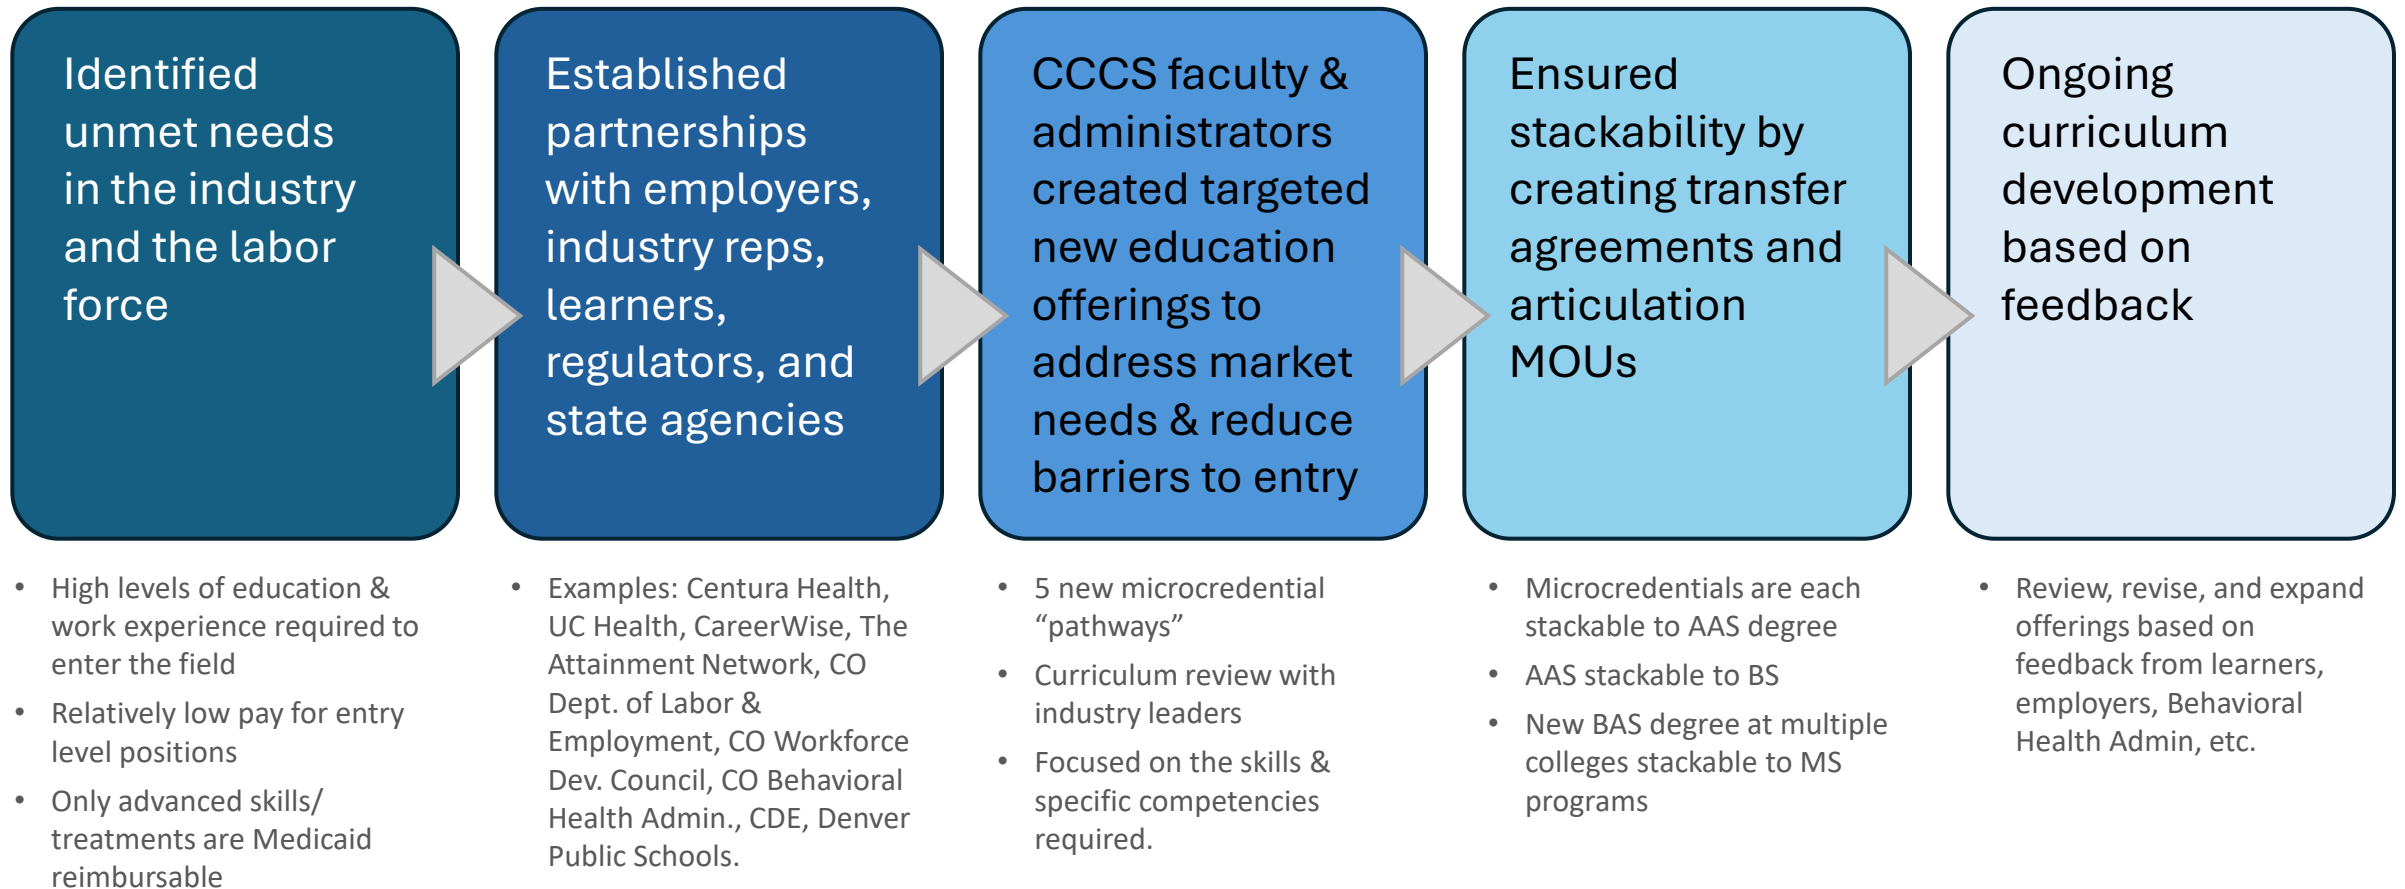 Identified
unmet needs
in the industry
and the labor
force
Established
partnerships
with employers,
industry reps,
learners,
regulators, and
state agencies
CCCS faculty &
administrators
created targeted
new education
offerings to
address market
needs & reduce
barriers to entry
Ensured
stackability by
creating transfer
agreements and
articulation
MOUs
Ongoing
curriculum
development
based on
feedback
• High levels of education &
work experience required to
enter the field
• Relatively low pay for entry
level positions
• Only advanced skills/
treatments are Medicaid
reimbursable
• Examples: Centura Health,
UC Health, CareerWise, The
Attainment Network, CO
Dept. of Labor &
Employment, CO Workforce
Dev. Council, CO Behavioral
Health Admin., CDE, Denver
Public Schools.
• 5 new microcredential
“pathways”
• Curriculum review with
industry leaders
• Focused on the skills &
specific competencies
required.
• Microcredentials are each
stackable to AAS degree
• AAS stackable to BS
• New BAS degree at multiple
colleges stackable to MS
programs
• Review, revise, and expand
offerings based on
feedback from learners,
employers, Behavioral
Health Admin, etc.